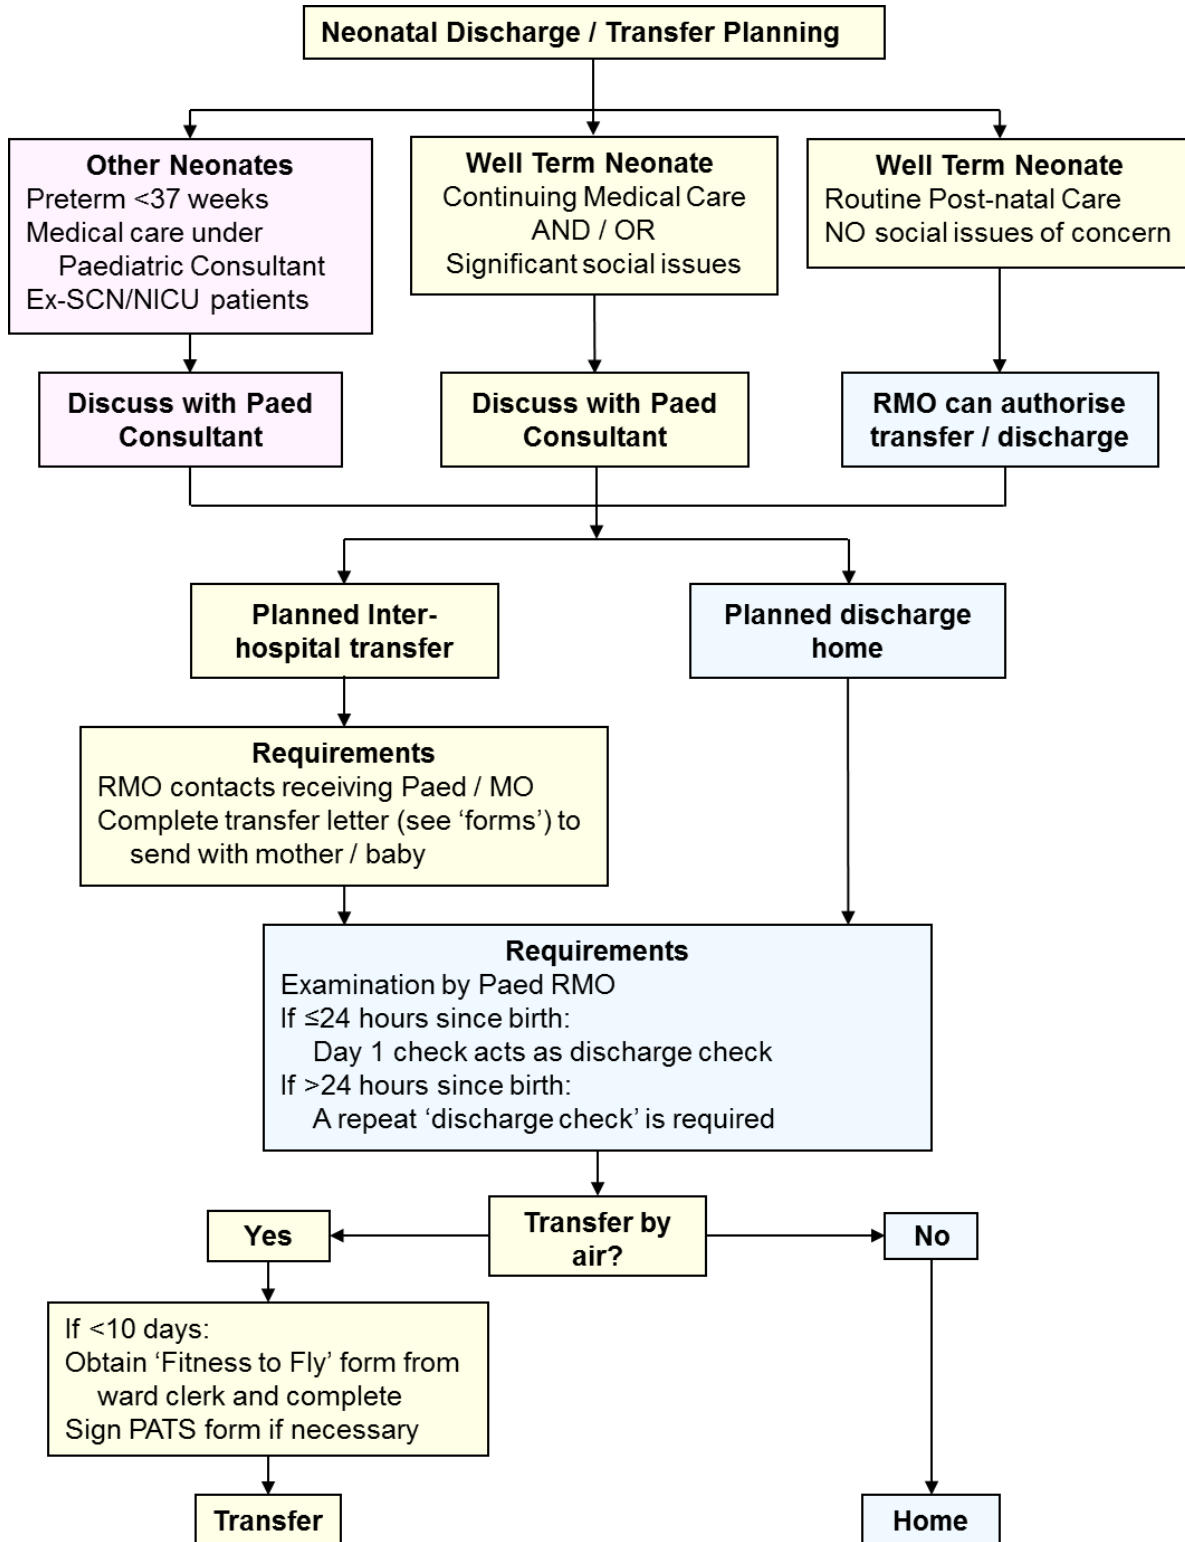 Neonatal Discharge / Transfer Planning
Other Neonates
Preterm <37 weeks
Medical care under
Paediatric Consultant
Ex-SCN/NICU patients
Well Term Neonate
Continuing Medical Care
AND / OR
Significant social issues
Well Term Neonate
Routine Post-natal Care
NO social issues of concern
Discuss with Paed
Consultant
Discuss with Paed
Consultant
RMO can authorise
transfer / discharge
Planned Inter-
hospital transfer
Planned discharge
home
Requirements
RMO contacts receiving Paed / MO
Complete transfer letter (see ‘forms’) to
send with mother / baby
Requirements
Examination by Paed RMO
If ≤24 hours since birth:
Day 1 check acts as discharge check
If >24 hours since birth:
A repeat ‘discharge check’ is required
Transfer by
air?
Yes
No
If <10 days:
Obtain ‘Fitness to Fly’ form from
ward clerk and complete
Sign PATS form if necessary
Transfer
Home